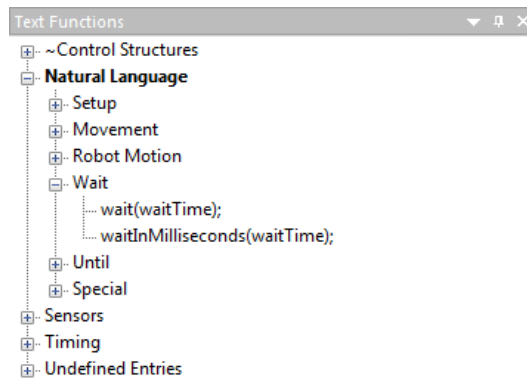 Text Functions
~Control Structures
Natural Language
Setup
Movement
Robot Motion
Wait
wait(waitTime);
waitInMilliseconds(waitTime);
Until
Special
Sensors
Timing
Undefined Entries